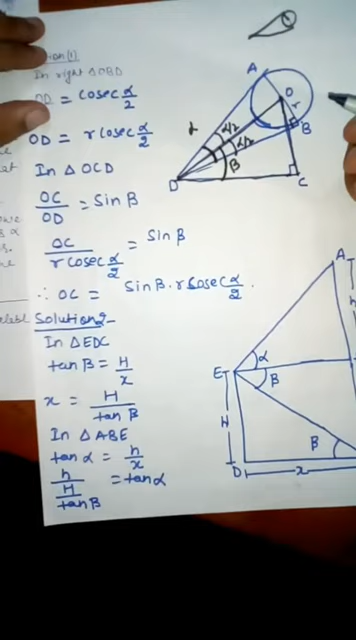 In right △OBD
OD/r = cosec α/2
OD = r cosec α/2
In △OCD
OC/OD = Sin β
OC / r cosec α/2 = Sin β
∴ OC = Sin β . r Cosec α/2 .
Solution 2-
In △EDC
tan β = H/x
x = H/tan β
In △ABE
tan α = h/x
h / H/tan β = tan α
A
O
r
B
C
D
α
α/2
α/2
β
A
h
E
α
β
H
β
D
x